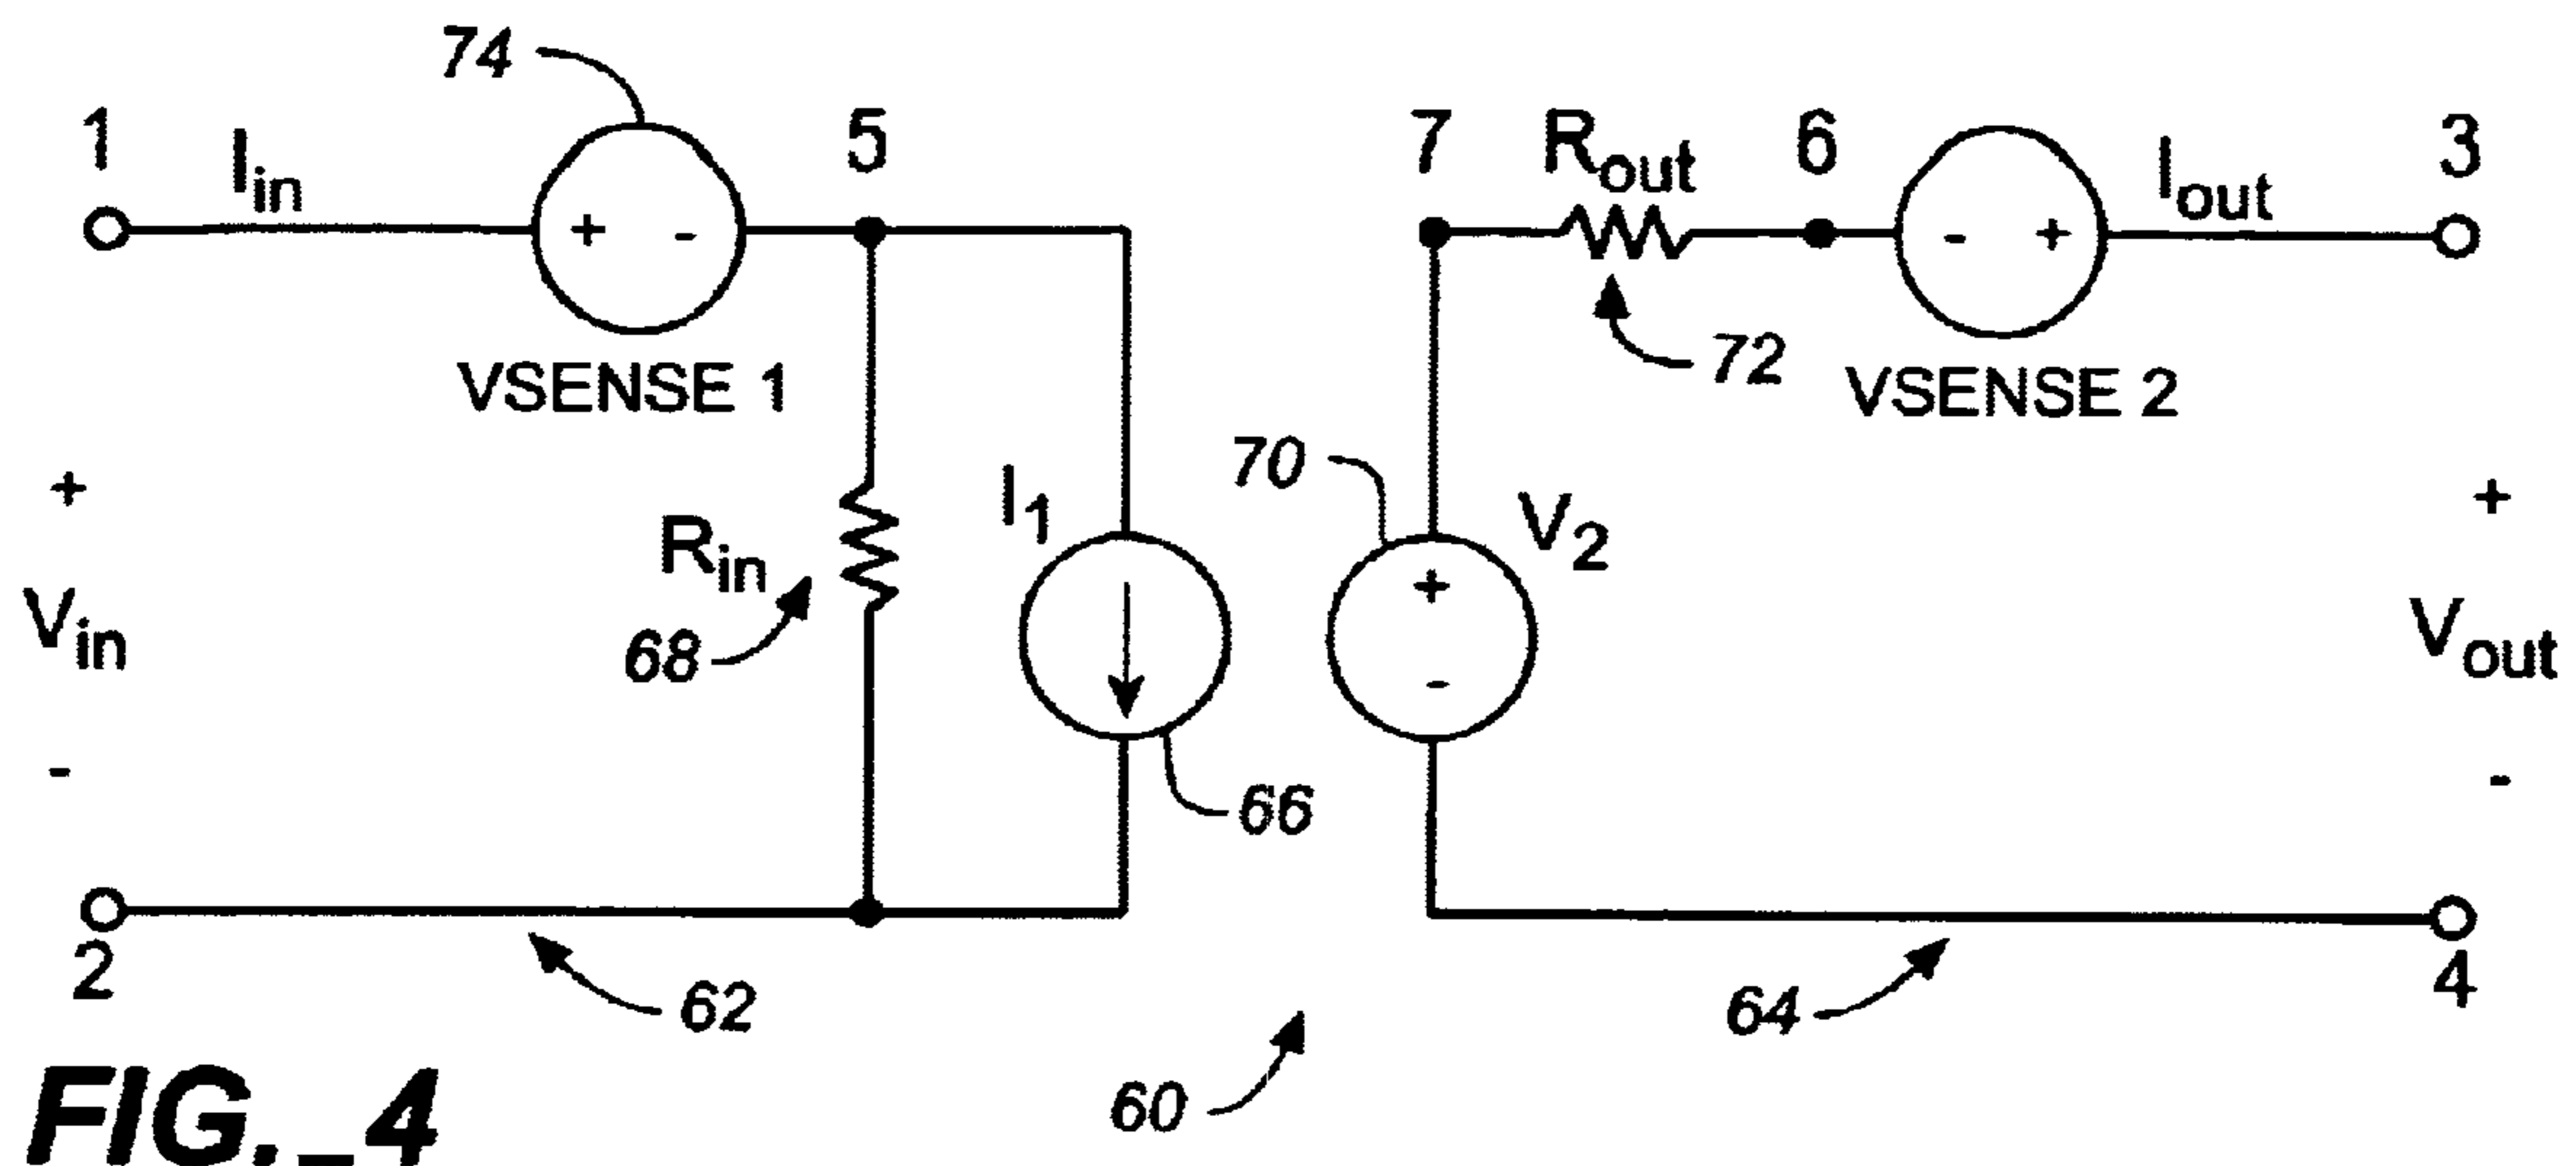 74
1
I_in
5
7
R_out
6
I_out
3
+ -
- +
VSENSE 1
72
VSENSE 2
+
I_1
70
V_2
+
R_in
+
V_in
68
V_out
-
-
-
66
2
62
64
4
60
FIG._4